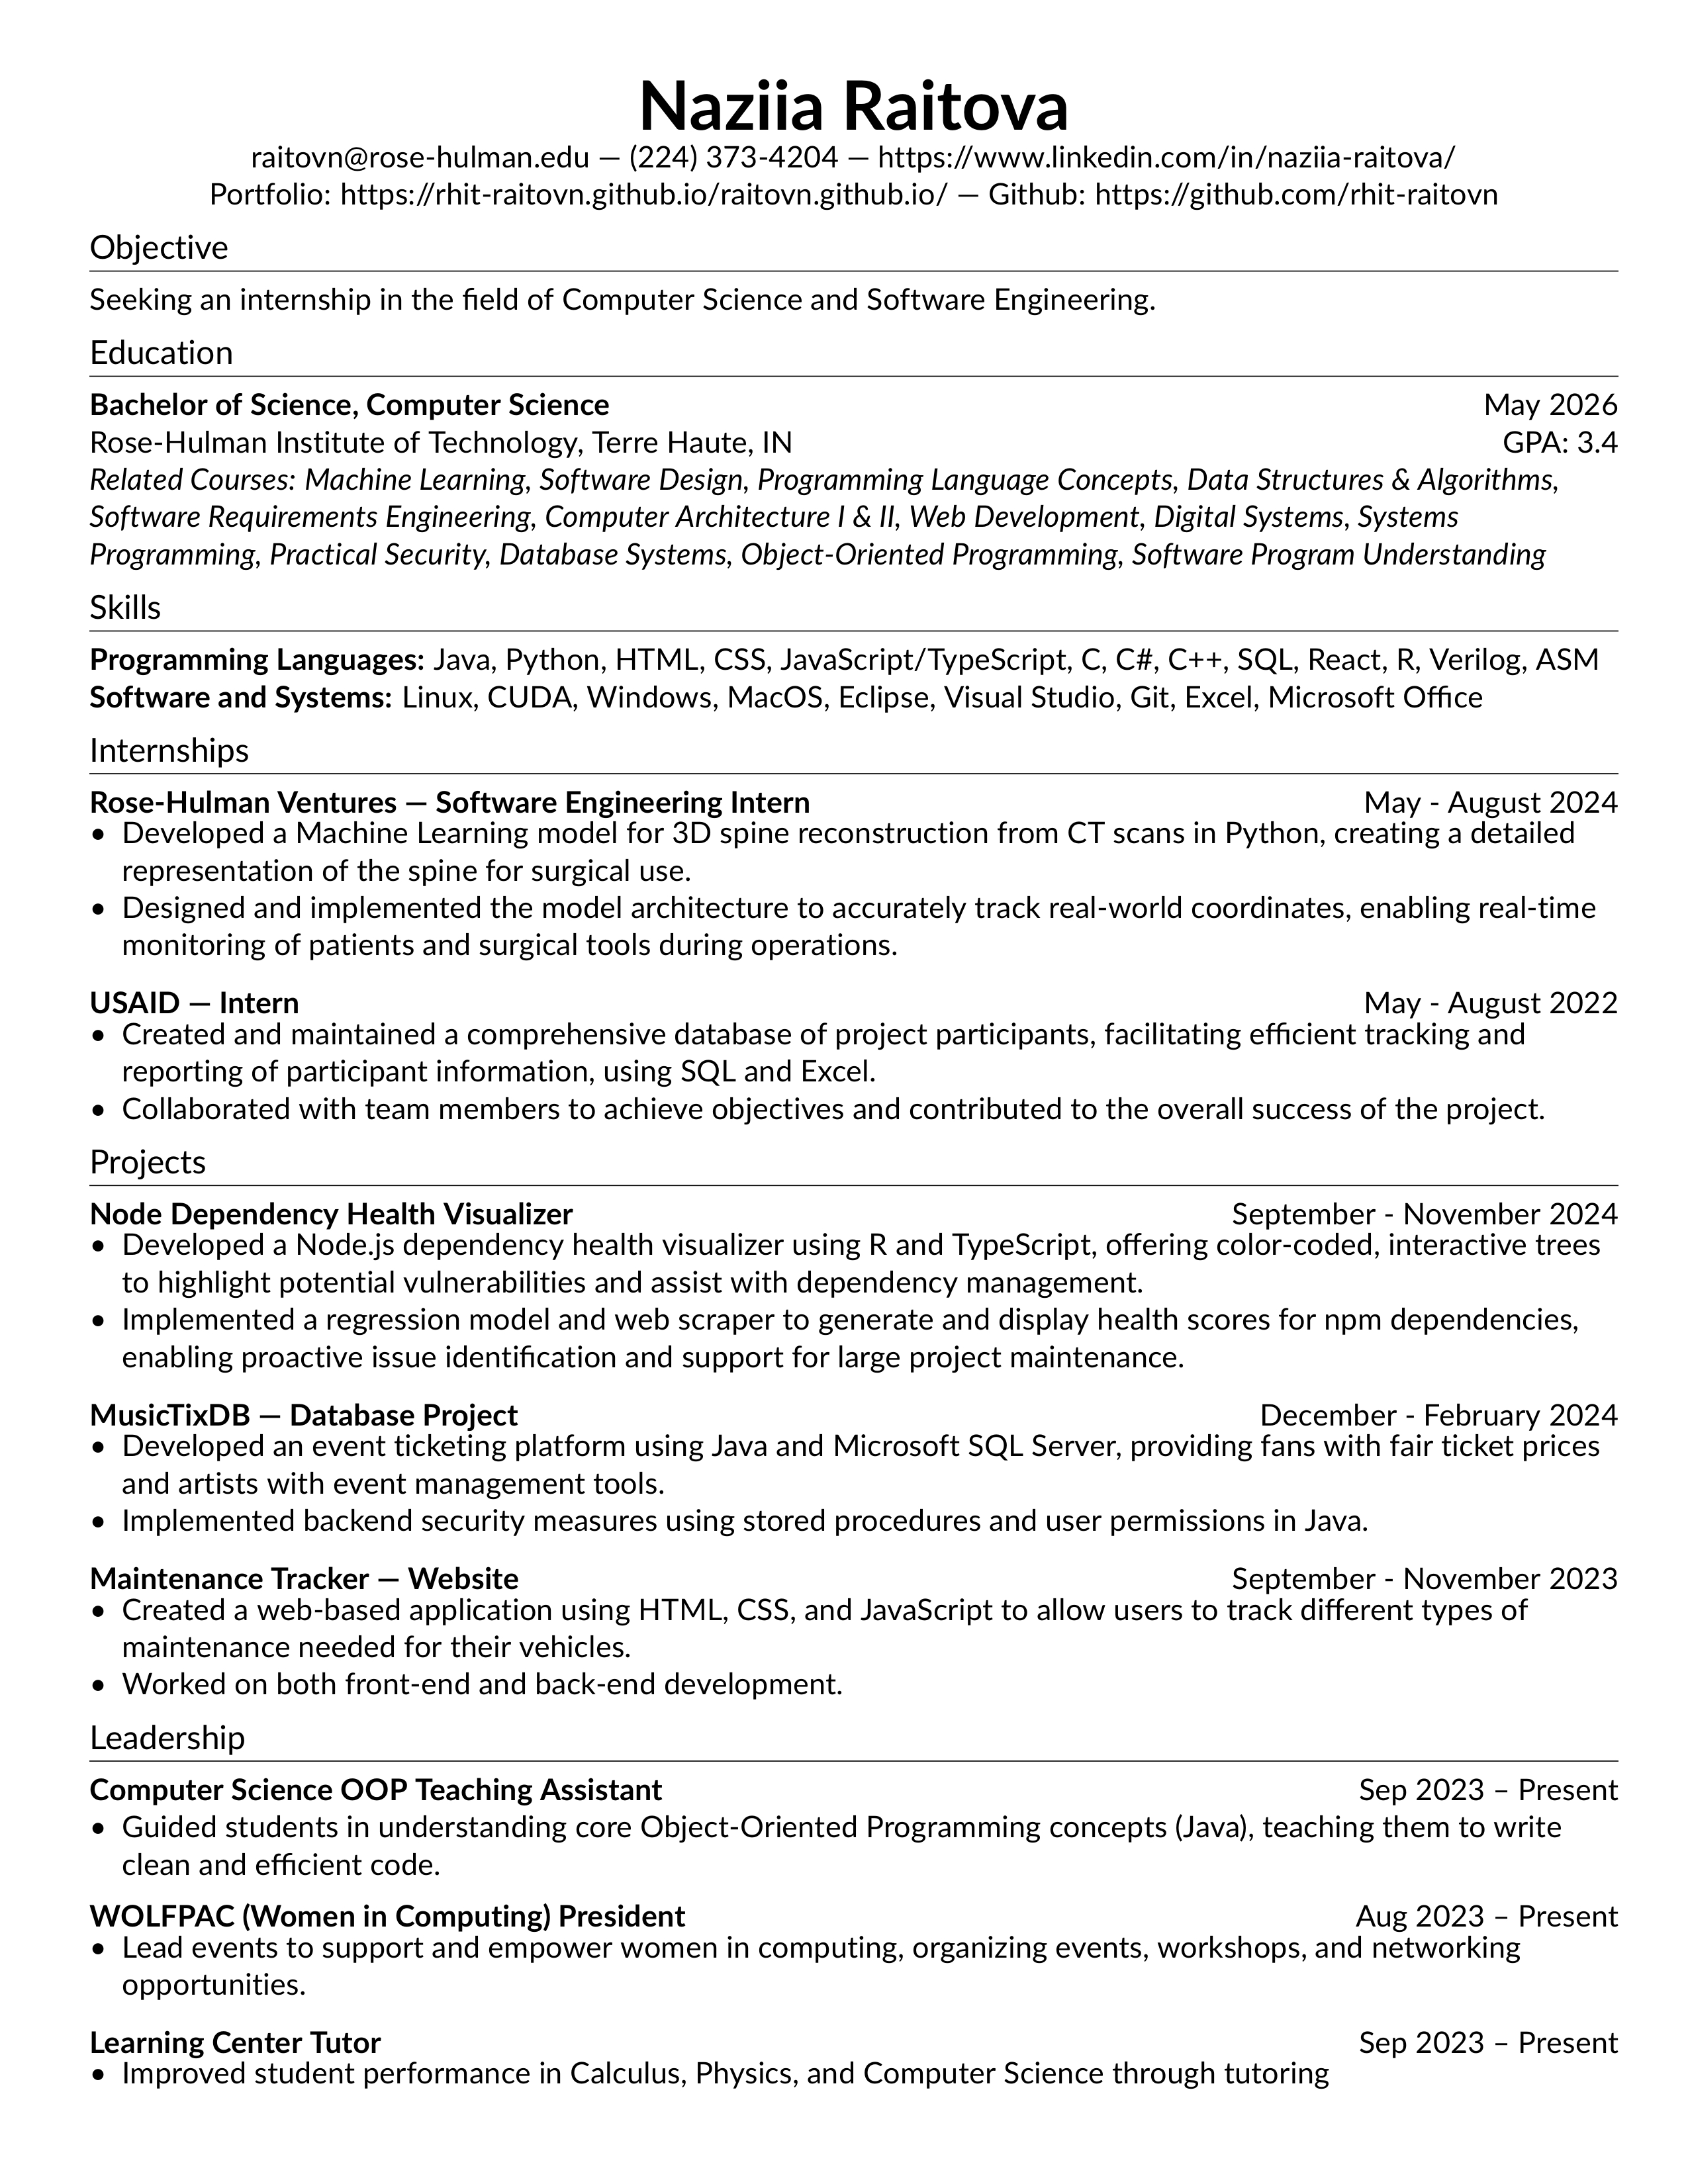 Naziia Raitova
raitovn@rose-hulman.edu — (224) 373-4204 — https://www.linkedin.com/in/naziia-raitova/
Portfolio: https://rhit-raitovn.github.io/raitovn.github.io/ — Github: https://github.com/rhit-raitovn
Objective
Seeking an internship in the field of Computer Science and Software Engineering.
Education
Bachelor of Science, Computer Science May 2026
Rose-Hulman Institute of Technology, Terre Haute, IN GPA: 3.4
Related Courses: Machine Learning, Software Design, Programming Language Concepts, Data Structures & Algorithms,
Software Requirements Engineering, Computer Architecture I & II, Web Development, Digital Systems, Systems
Programming, Practical Security, Database Systems, Object-Oriented Programming, Software Program Understanding
Skills
Programming Languages: Java, Python, HTML, CSS, JavaScript/TypeScript, C, C#, C++, SQL, React, R, Verilog, ASM
Software and Systems: Linux, CUDA, Windows, MacOS, Eclipse, Visual Studio, Git, Excel, Microsoft Office
Internships
Rose-Hulman Ventures — Software Engineering Intern May - August 2024
• Developed a Machine Learning model for 3D spine reconstruction from CT scans in Python, creating a detailed
representation of the spine for surgical use.
• Designed and implemented the model architecture to accurately track real-world coordinates, enabling real-time
monitoring of patients and surgical tools during operations.
USAID — Intern May - August 2022
• Created and maintained a comprehensive database of project participants, facilitating efficient tracking and
reporting of participant information, using SQL and Excel.
• Collaborated with team members to achieve objectives and contributed to the overall success of the project.
Projects
Node Dependency Health Visualizer September - November 2024
• Developed a Node.js dependency health visualizer using R and TypeScript, offering color-coded, interactive trees
to highlight potential vulnerabilities and assist with dependency management.
• Implemented a regression model and web scraper to generate and display health scores for npm dependencies,
enabling proactive issue identification and support for large project maintenance.
MusicTixDB — Database Project December - February 2024
• Developed an event ticketing platform using Java and Microsoft SQL Server, providing fans with fair ticket prices
and artists with event management tools.
• Implemented backend security measures using stored procedures and user permissions in Java.
Maintenance Tracker — Website September - November 2023
• Created a web-based application using HTML, CSS, and JavaScript to allow users to track different types of
maintenance needed for their vehicles.
• Worked on both front-end and back-end development.
Leadership
Computer Science OOP Teaching Assistant Sep 2023 – Present
• Guided students in understanding core Object-Oriented Programming concepts (Java), teaching them to write
clean and efficient code.
WOLFPAC (Women in Computing) President Aug 2023 – Present
• Lead events to support and empower women in computing, organizing events, workshops, and networking
opportunities.
Learning Center Tutor Sep 2023 – Present
• Improved student performance in Calculus, Physics, and Computer Science through tutoring